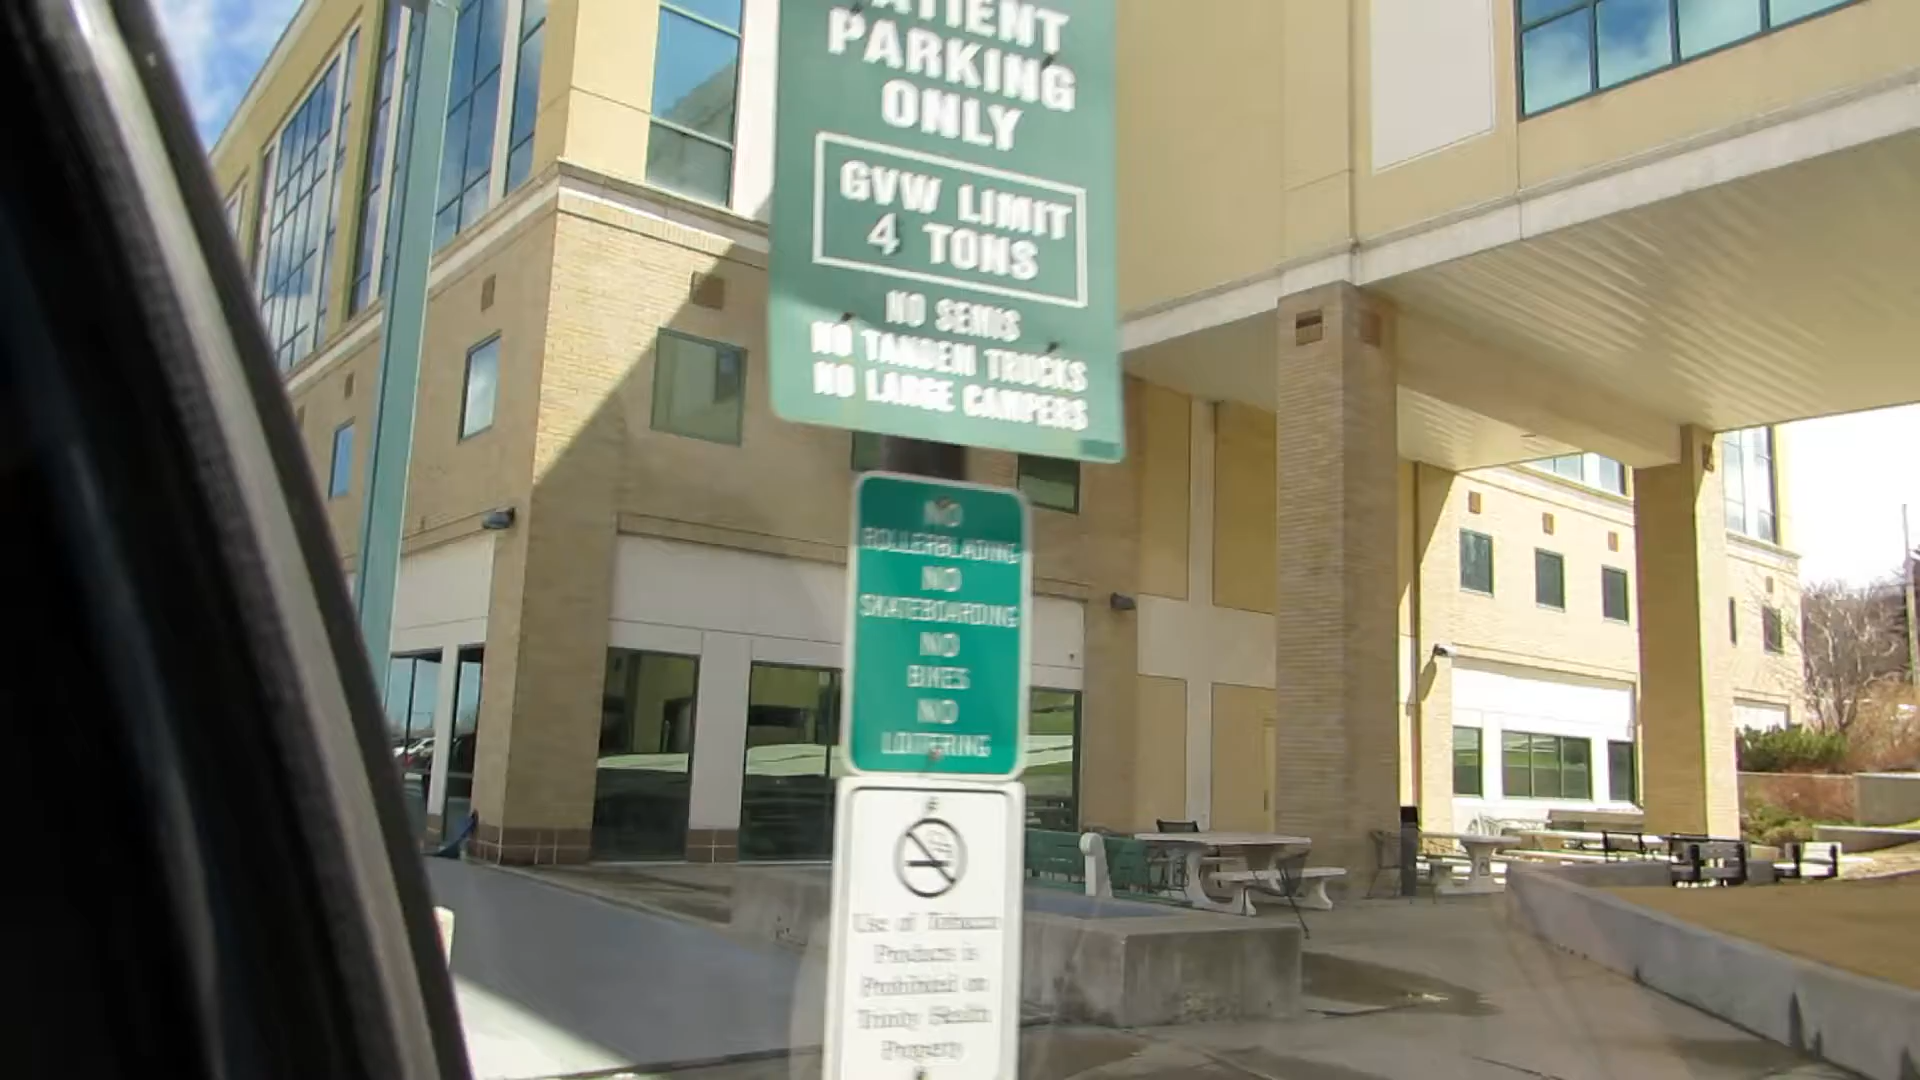 ATIENT
PARKING
ONLY
GVW LIMIT
4 TONS
NO SEMIS
NO TANDEM TRUCKS
NO LARGE CAMPERS
NO
ROLLERBLADING
NO
SKATEBOARDING
NO
BIKES
NO
LOITERING
Use of Tobacco
Products is
Prohibited on
Trinity Health
Property